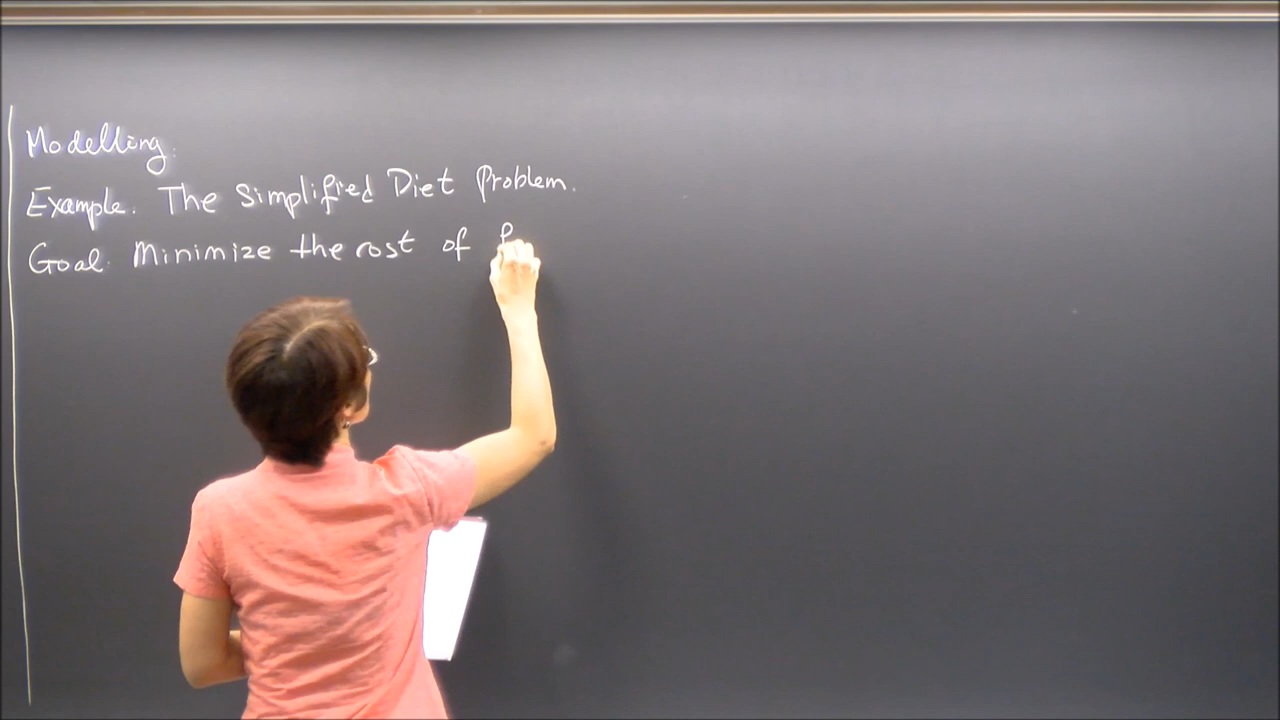 Modelling.
Example. The Simplified Diet Problem.
Goal. Minimize the cost of f